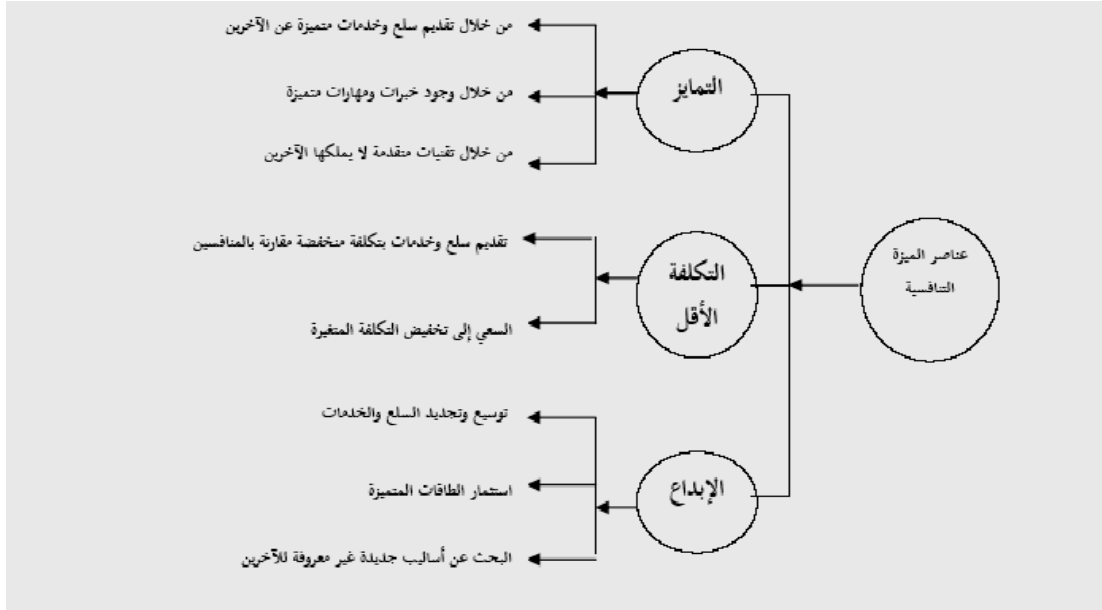 عناصر الميزة
التنافسية
التمايز
من خلال تقديم سلع وخدمات متميزة عن الآخرين
من خلال وجود خبرات ومهارات متميزة
من خلال تقنيات متقدمة لا يملكها الآخرين
التكلفة
الأقل
تقديم سلع وخدمات بتكلفة منخفضة مقارنة بالمنافسين
السعي إلى تخفيض التكلفة المتغيرة
الإبداع
توسيع وتجديد السلع والخدمات
استثمار الطاقات المتميزة
البحث عن أساليب جديدة غير معروفة للآخرين